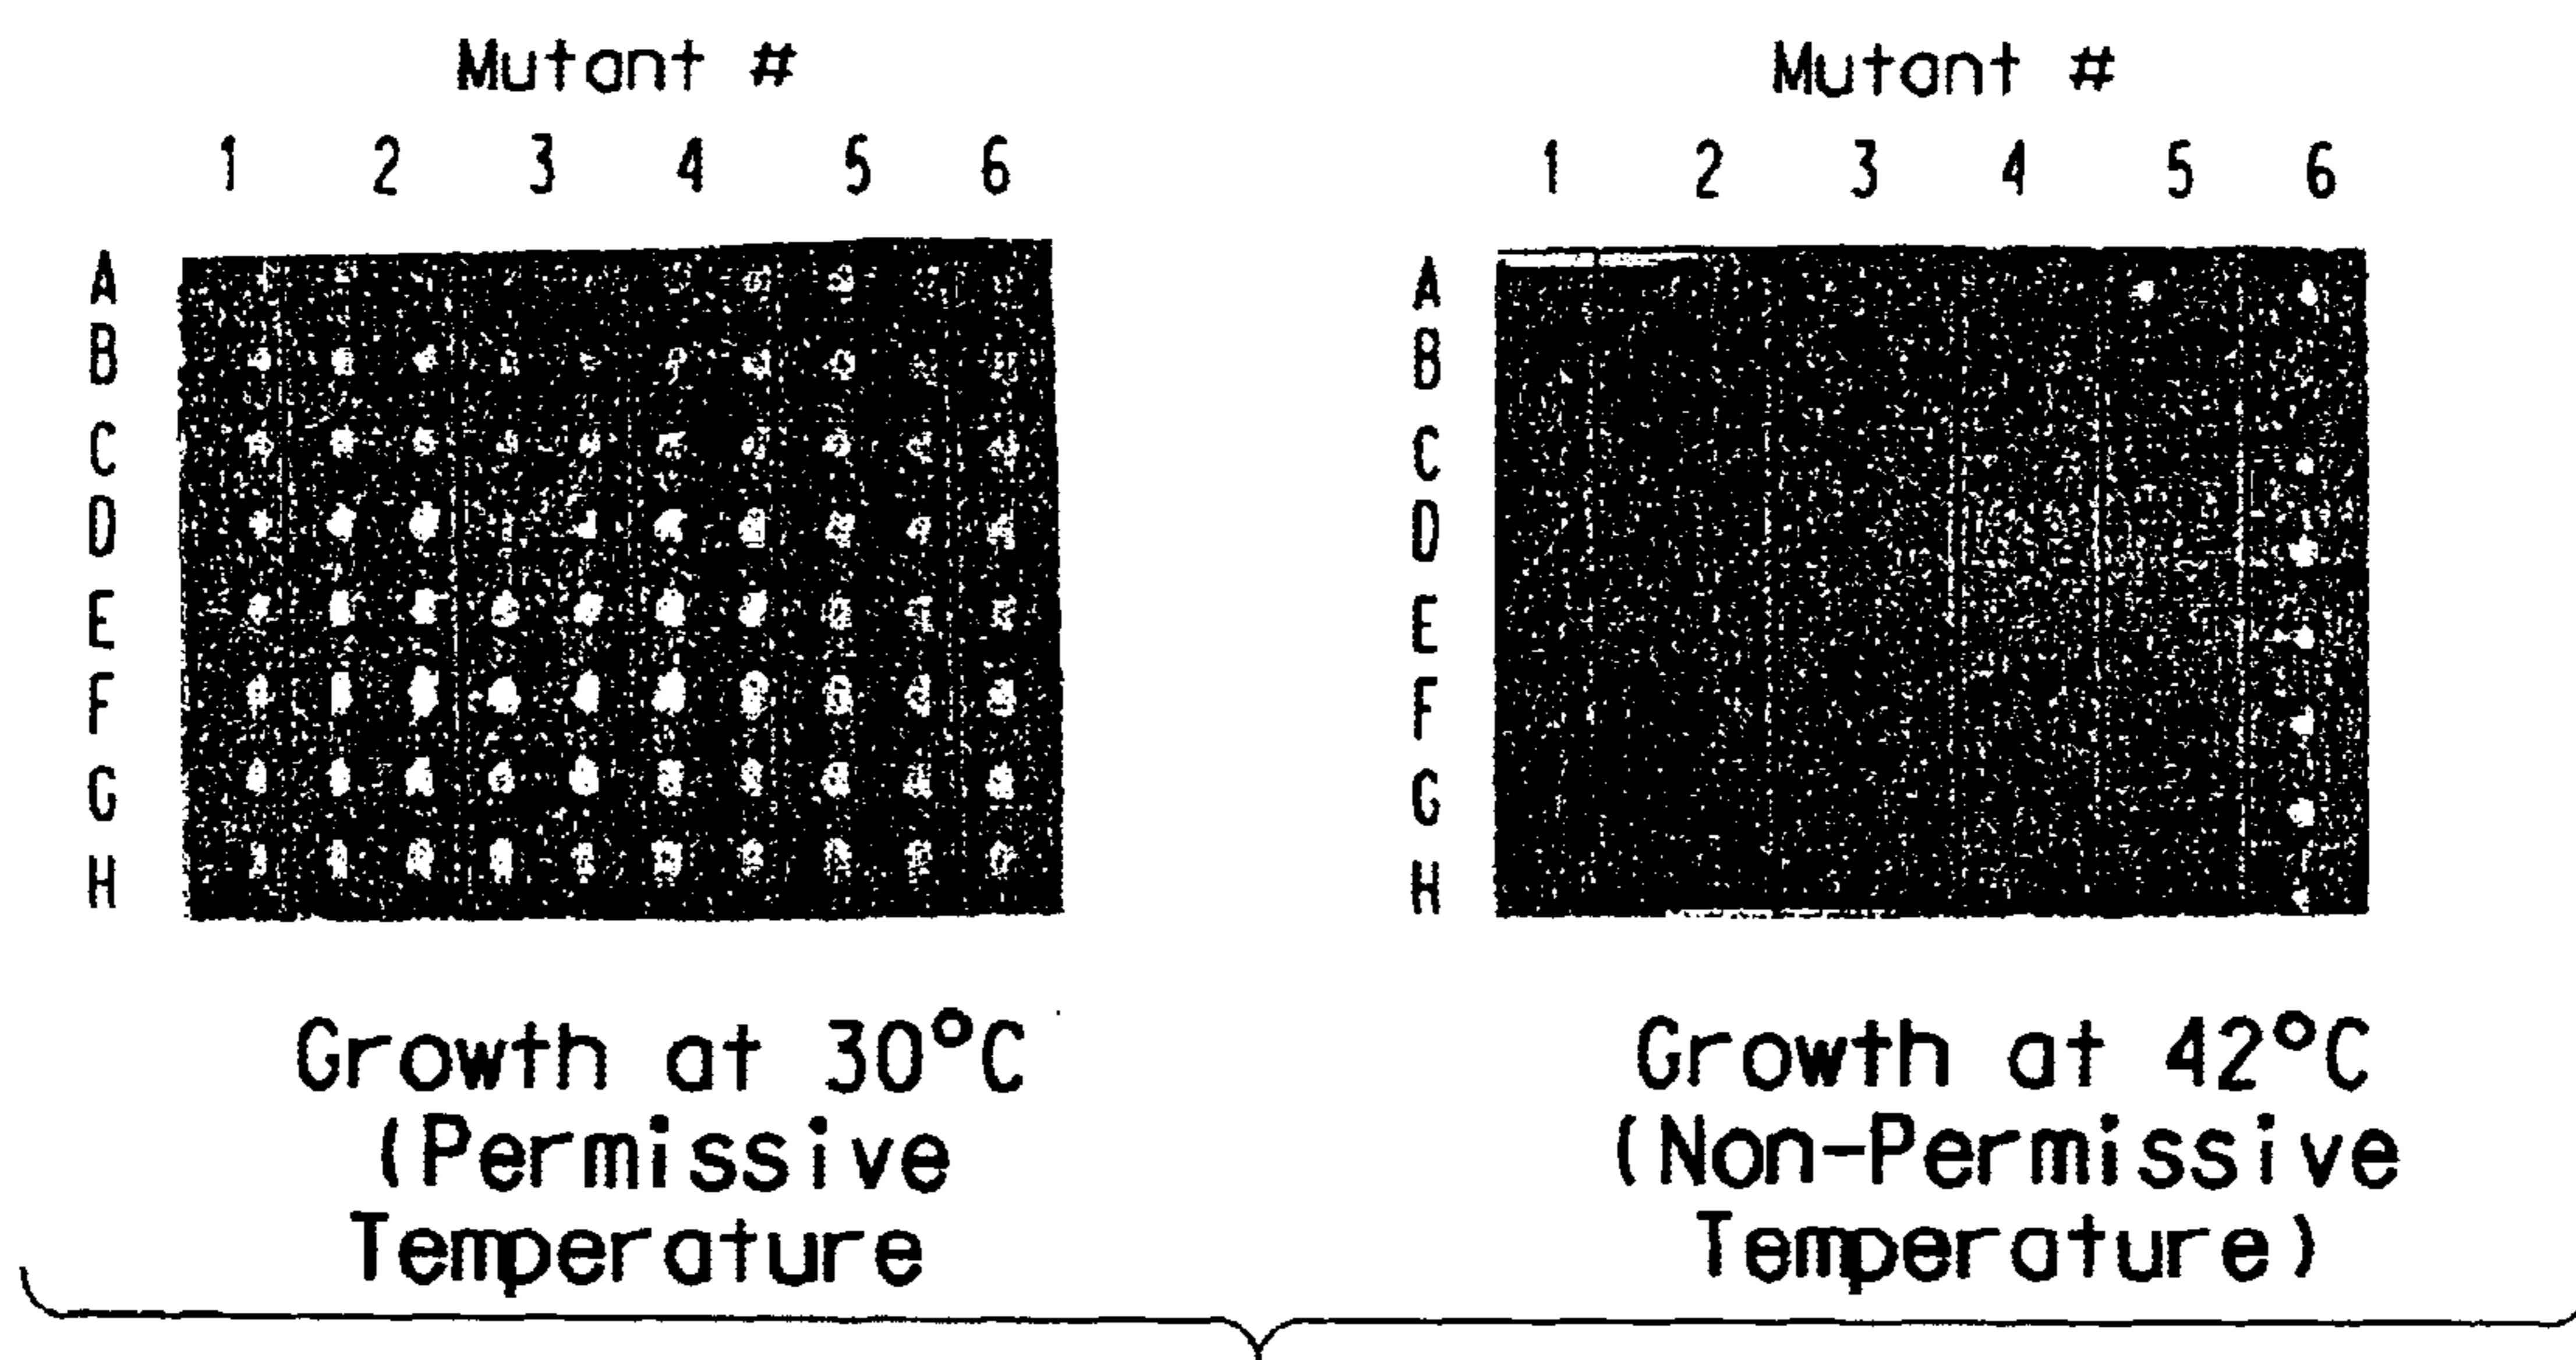 Mutant #
1 2 3 4 5 6
A
B
C
D
E
F
G
H
Growth at 30°C
(Permissive
Temperature
Mutant #
1 2 3 4 5 6
A
B
C
D
E
F
G
H
Growth at 42°C
(Non-Permissive
Temperature)